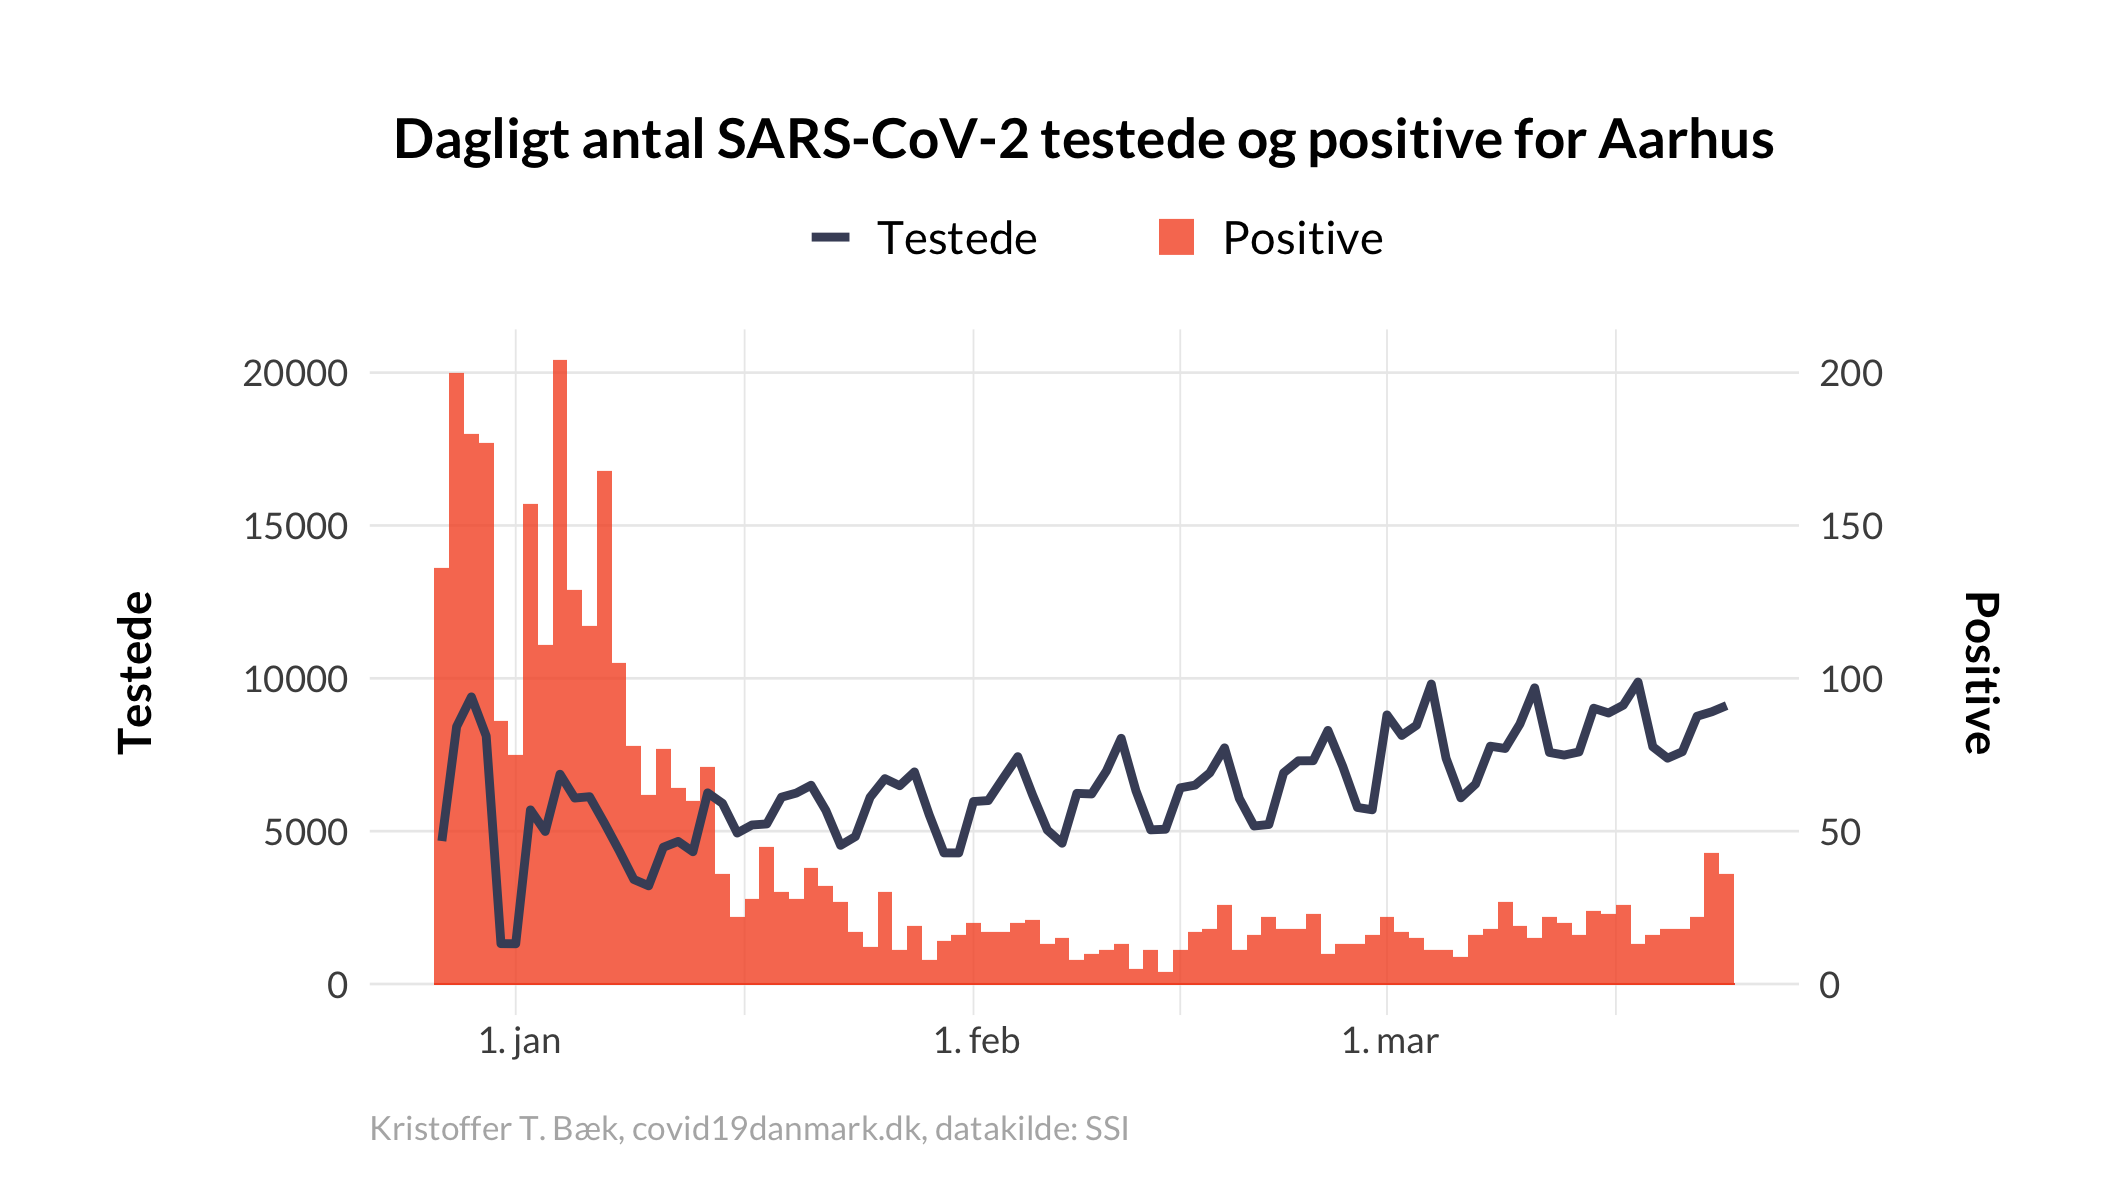 Dagligt antal SARS-CoV-2 testede og positive for Aarhus
Testede Positive
20000 200
15000 150
10000 100
5000 50
0 0
Testede
Positive
1. jan 1. feb 1. mar
Kristoffer T. Bæk, covid19danmark.dk, datakilde: SSI